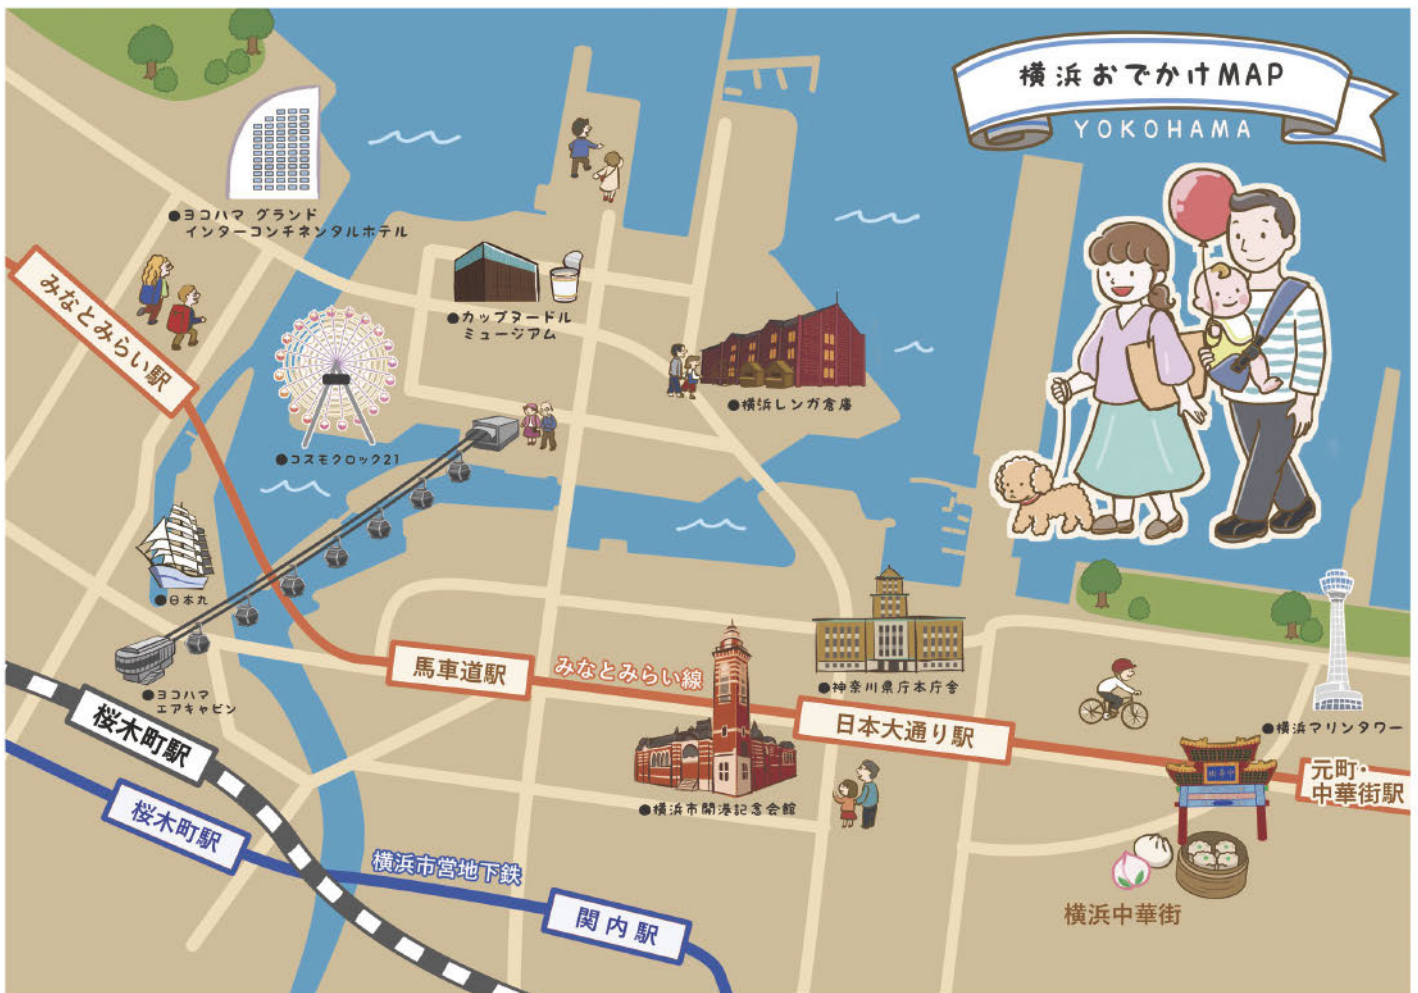 横浜おでかけMAP
YOKOHAMA
●ヨコハマ グランド
インターコンチネンタルホテル
みなとみらい駅
●カップヌードル
ミュージアム
●横浜レンガ倉庫
●コスモクロック21
●日本丸
●ヨコハマ
エアキャビン
馬車道駅
みなとみらい線
●神奈川県庁本庁舎
日本大通り駅
●横浜マリンタワー
元町・
中華街駅
中華街
桜木町駅
桜木町駅
●横浜市開港記念会館
横浜市営地下鉄
関内駅
横浜中華街